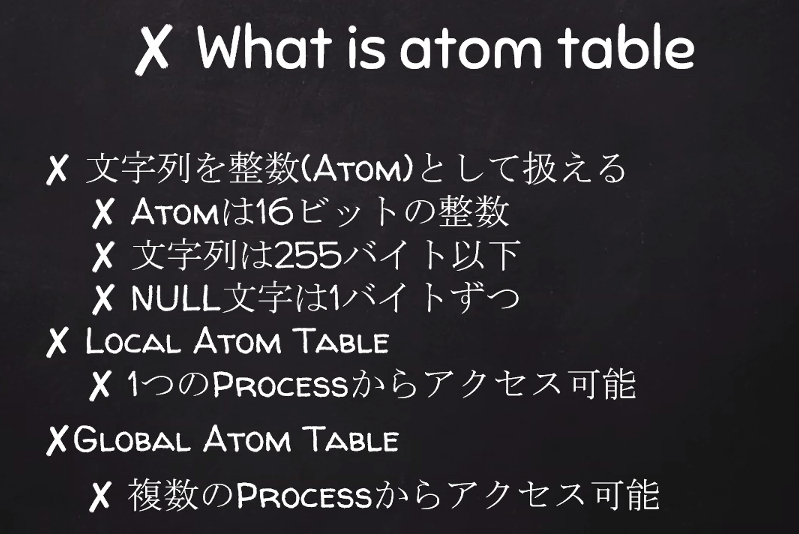 ✗ What is atom table
✗ 文字列を整数(Atom)として扱える
✗ Atomは16ビットの整数
✗ 文字列は255バイト以下
✗ NULL文字は1バイトずつ
✗ Local Atom Table
✗ 1つのProcessからアクセス可能
✗Global Atom Table
✗ 複数のProcessからアクセス可能